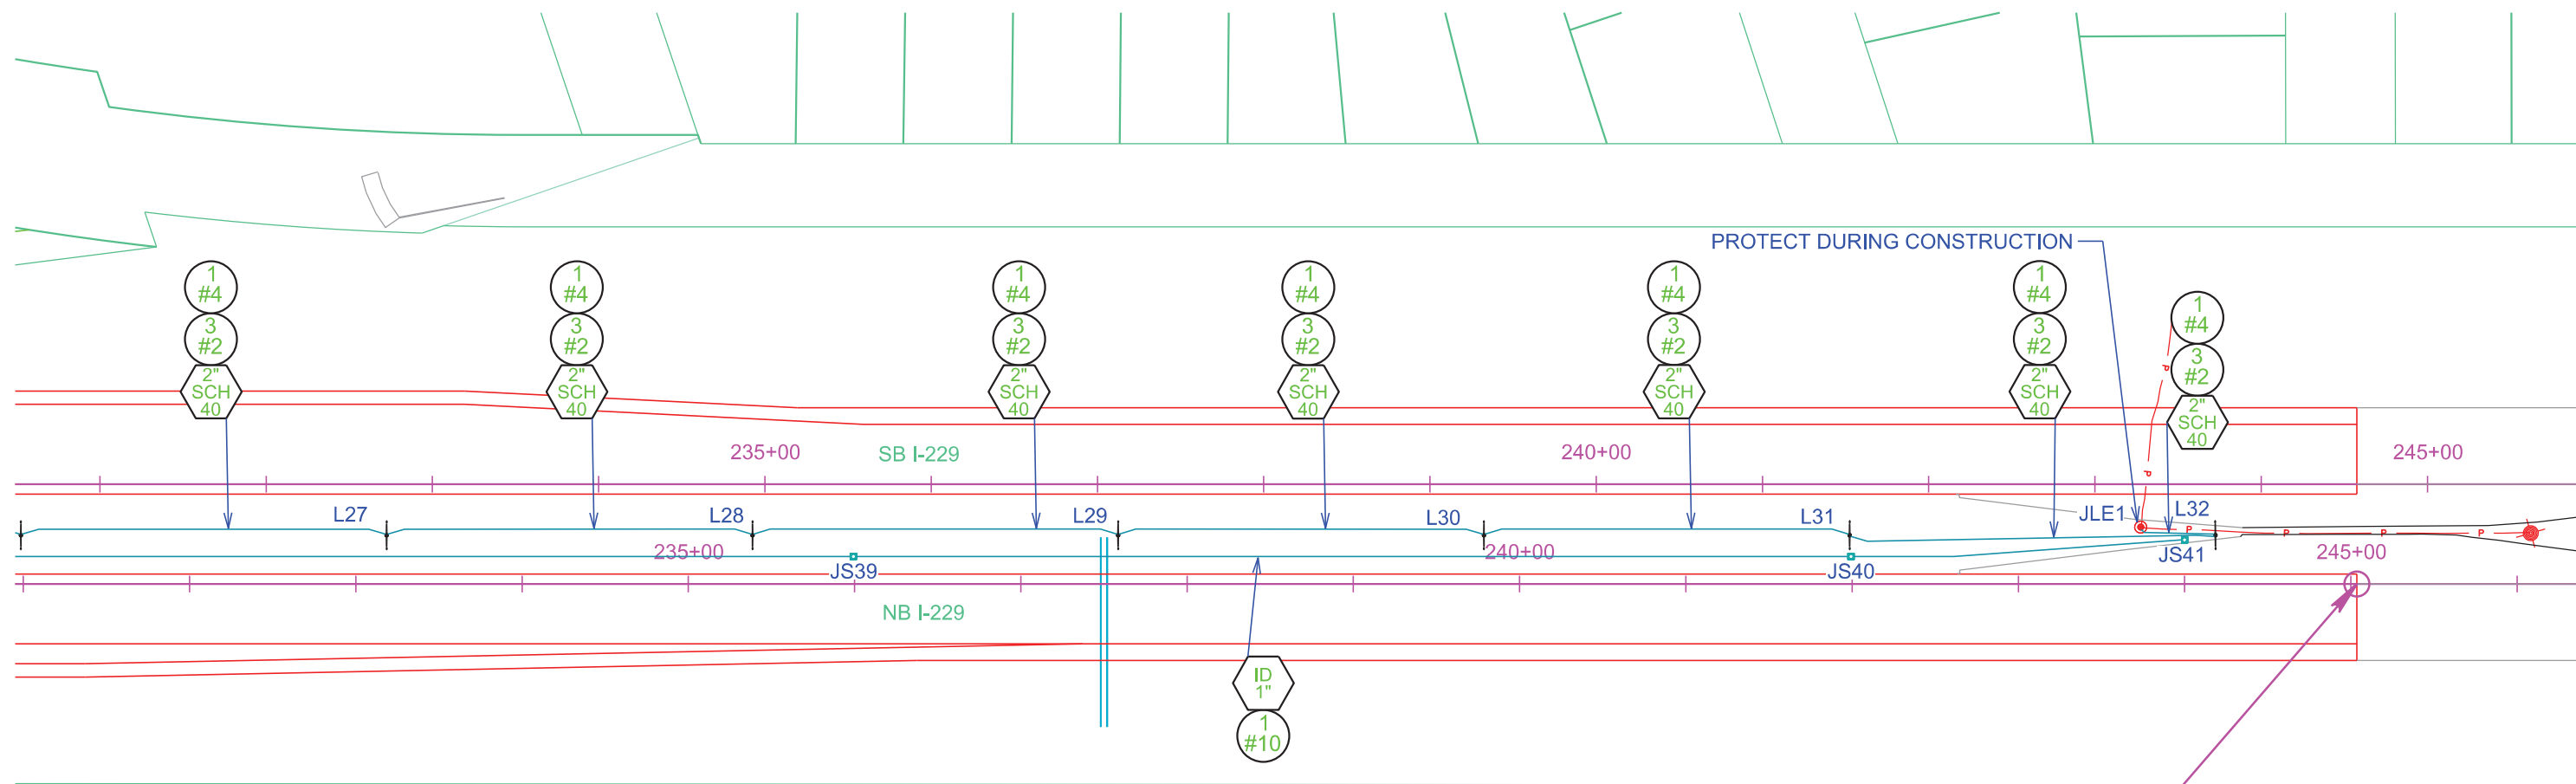 PROTECT DURING CONSTRUCTION
1
#4
3
#2
2"
SCH
40
1
#4
3
#2
2"
SCH
40
1
#4
3
#2
2"
SCH
40
1
#4
3
#2
2"
SCH
40
1
#4
3
#2
2"
SCH
40
1
#4
3
#2
2"
SCH
40
1
#4
3
#2
2"
SCH
40
P
P
235+00
SB I-229
240+00
245+00
L27
L28
L29
L30
L31
JLE1
L32
P
P
P
P
235+00
240+00
245+00
JS39
JS40
JS41
NB I-229
ID
1"
1
#10